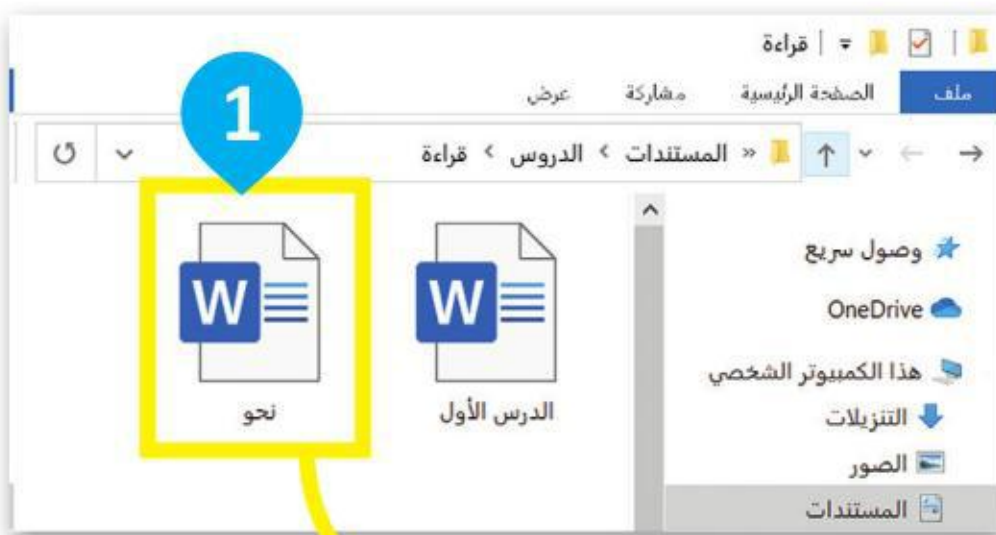 قراءة
ملف الصفحة الرئيسية مشاركة عرض
« المستندات › الدروس › قراءة
1
وصول سريع
OneDrive
هذا الكمبيوتر الشخصي
التنزيلات
الصور
المستندات
W
الدرس الأول
W
نحو